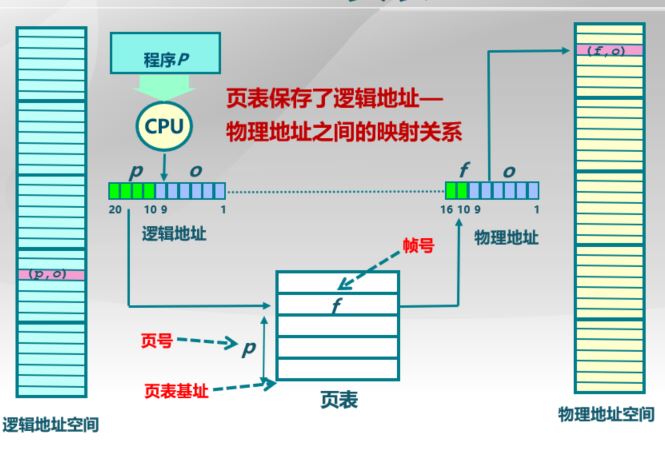 程序P
CPU
页表保存了逻辑地址—
物理地址之间的映射关系
p o
20 10 9 1
逻辑地址
f o
16 10 9 1
物理地址
(f,o)
(p,o)
帧号
f
页号
p
页表基址
页表
逻辑地址空间
物理地址空间